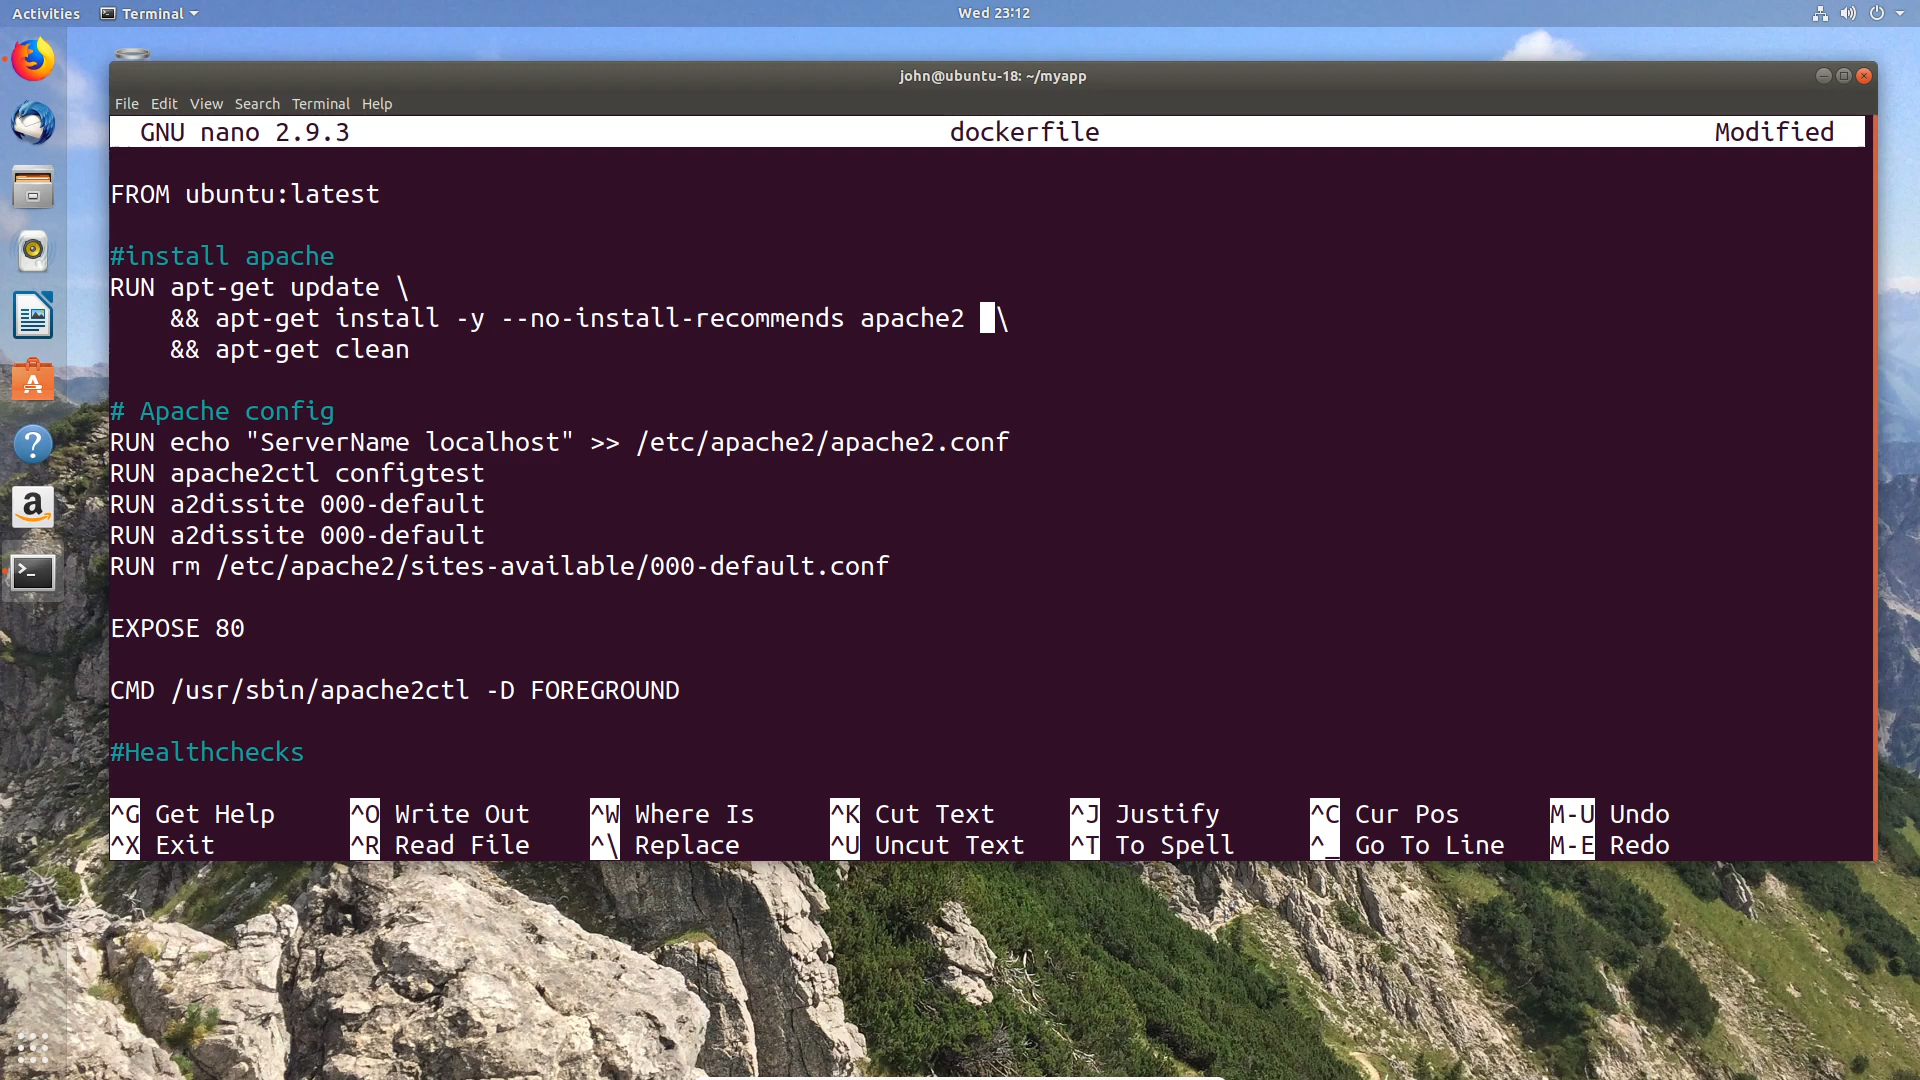 Activities Terminal Wed 23:12
john@ubuntu-18: ~/myapp
File Edit View Search Terminal Help
GNU nano 2.9.3 dockerfile Modified
FROM ubuntu:latest
#install apache
RUN apt-get update \
&& apt-get install -y --no-install-recommends apache2 \
&& apt-get clean
# Apache config
RUN echo "ServerName localhost" >> /etc/apache2/apache2.conf
RUN apache2ctl configtest
RUN a2dissite 000-default
RUN a2dissite 000-default
RUN rm /etc/apache2/sites-available/000-default.conf
EXPOSE 80
CMD /usr/sbin/apache2ctl -D FOREGROUND
#Healthchecks
^G Get Help ^O Write Out ^W Where Is ^K Cut Text ^J Justify ^C Cur Pos M-U Undo
^X Exit ^R Read File ^\ Replace ^U Uncut Text ^T To Spell ^_ Go To Line M-E Redo